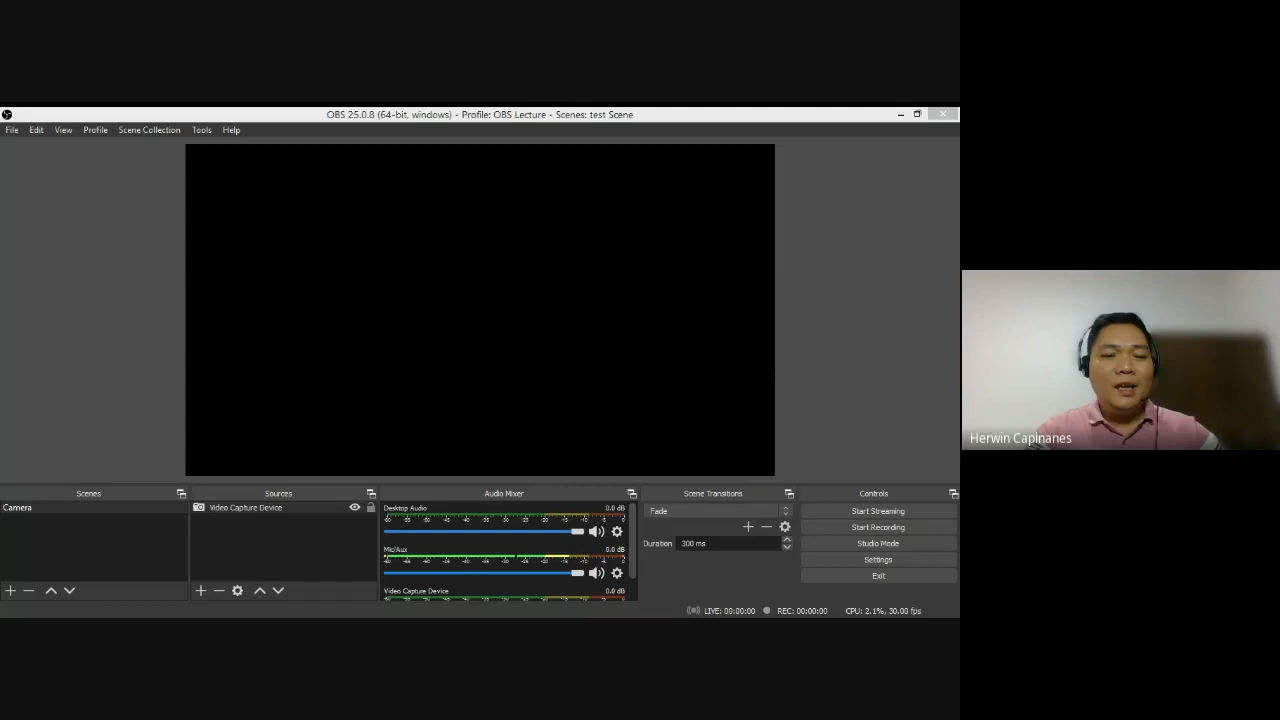 OBS 25.0.8 (64-bit, windows) - Profile: OBS Lecture - Scenes: test Scene
File Edit View Profile Scene Collection Tools Help
Herwin Capinanes
Scenes
Camera
Sources
Video Capture Device
Audio Mixer
Desktop Audio 0.0 dB
Mic/Aux 0.0 dB
Video Capture Device 0.0 dB
Scene Transitions
Fade
Duration 300 ms
Controls
Start Streaming
Start Recording
Studio Mode
Settings
Exit
LIVE: 00:00:00 REC: 00:00:00 CPU: 2.1%, 30.00 fps